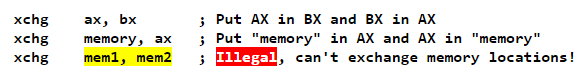 xchg ax, bx ; Put AX in BX and BX in AX
xchg memory, ax ; Put "memory" in AX and AX in "memory"
xchg mem1, mem2 ; Illegal, can't exchange memory locations!